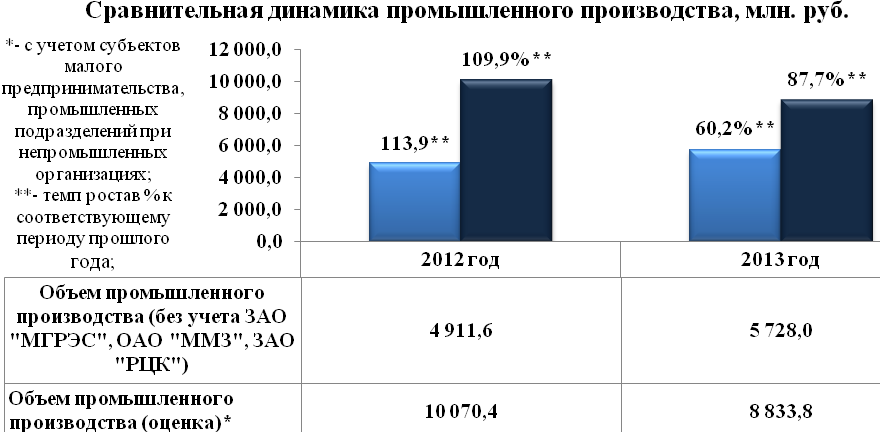 Сравнительная динамика промышленного производства, млн. руб.
*- с учетом субъектов
малого
предпринимательства,
промышленных
подразделений при
непромышленных
организациях;
**- темп ростав % к
соответствующему
периоду прошлого
года;
12 000,0
10 000,0
8 000,0
6 000,0
4 000,0
2 000,0
0,0
113,9**
109,9% **
60,2% **
87,7% **
2012 год
2013 год
Объем промышленного
производства (без учета ЗАО
"МГРЭС", ОАО "ММЗ", ЗАО
"РЦК")
4 911,6
5 728,0
Объем промышленного
производства (оценка)*
10 070,4
8 833,8